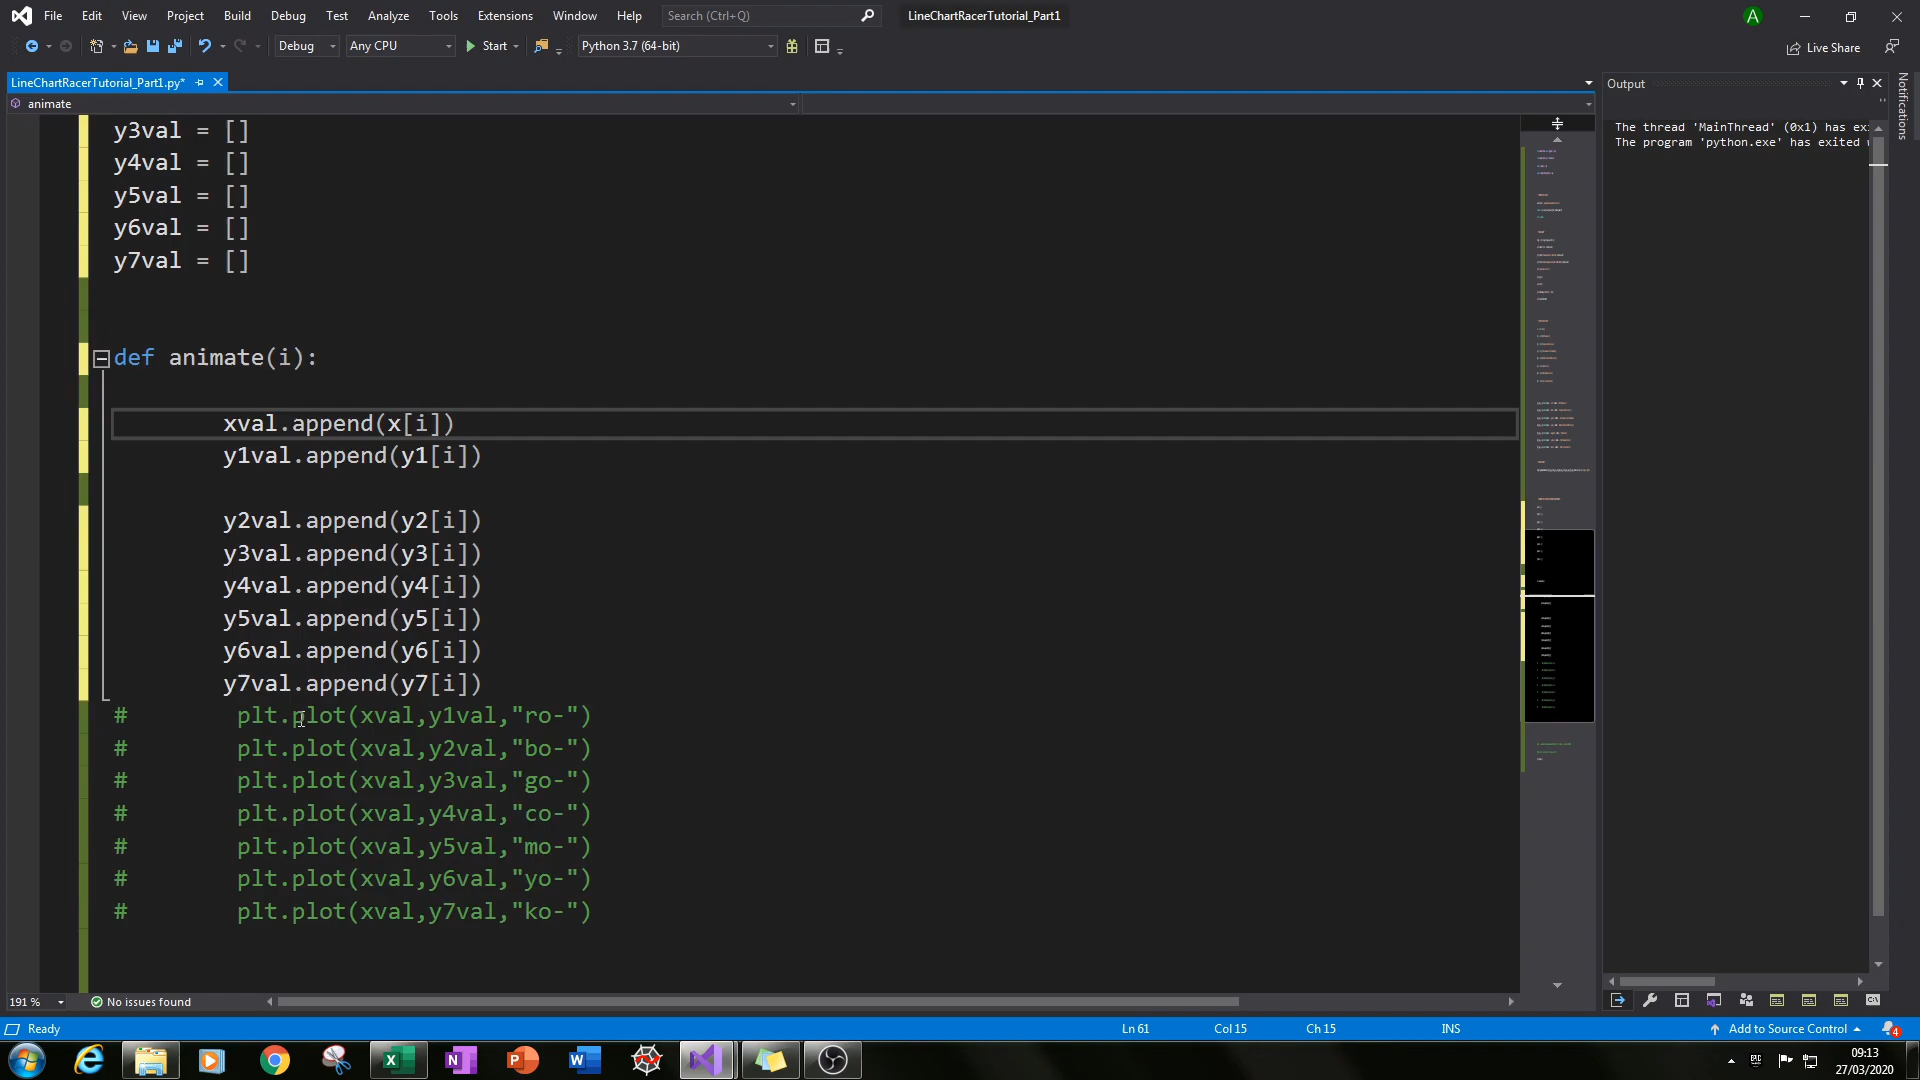 File Edit View Project Build Debug Test Analyze Tools Extensions Window Help Search (Ctrl+Q) LineChartRacerTutorial_Part1 A
Debug Any CPU Start Python 3.7 (64-bit) Live Share
LineChartRacerTutorial_Part1.py* Output
animate
Notifications
The thread 'MainThread' (0x1) has exi
The program 'python.exe' has exited w
y3val = []
y4val = []
y5val = []
y6val = []
y7val = []
def animate(i):
xval.append(x[i])
y1val.append(y1[i])
y2val.append(y2[i])
y3val.append(y3[i])
y4val.append(y4[i])
y5val.append(y5[i])
y6val.append(y6[i])
y7val.append(y7[i])
# plt.plot(xval,y1val,"ro-")
# plt.plot(xval,y2val,"bo-")
# plt.plot(xval,y3val,"go-")
# plt.plot(xval,y4val,"co-")
# plt.plot(xval,y5val,"mo-")
# plt.plot(xval,y6val,"yo-")
# plt.plot(xval,y7val,"ko-")
191 % No issues found
Ready Ln 61 Col 15 Ch 15 INS Add to Source Control 4
09:13
27/03/2020